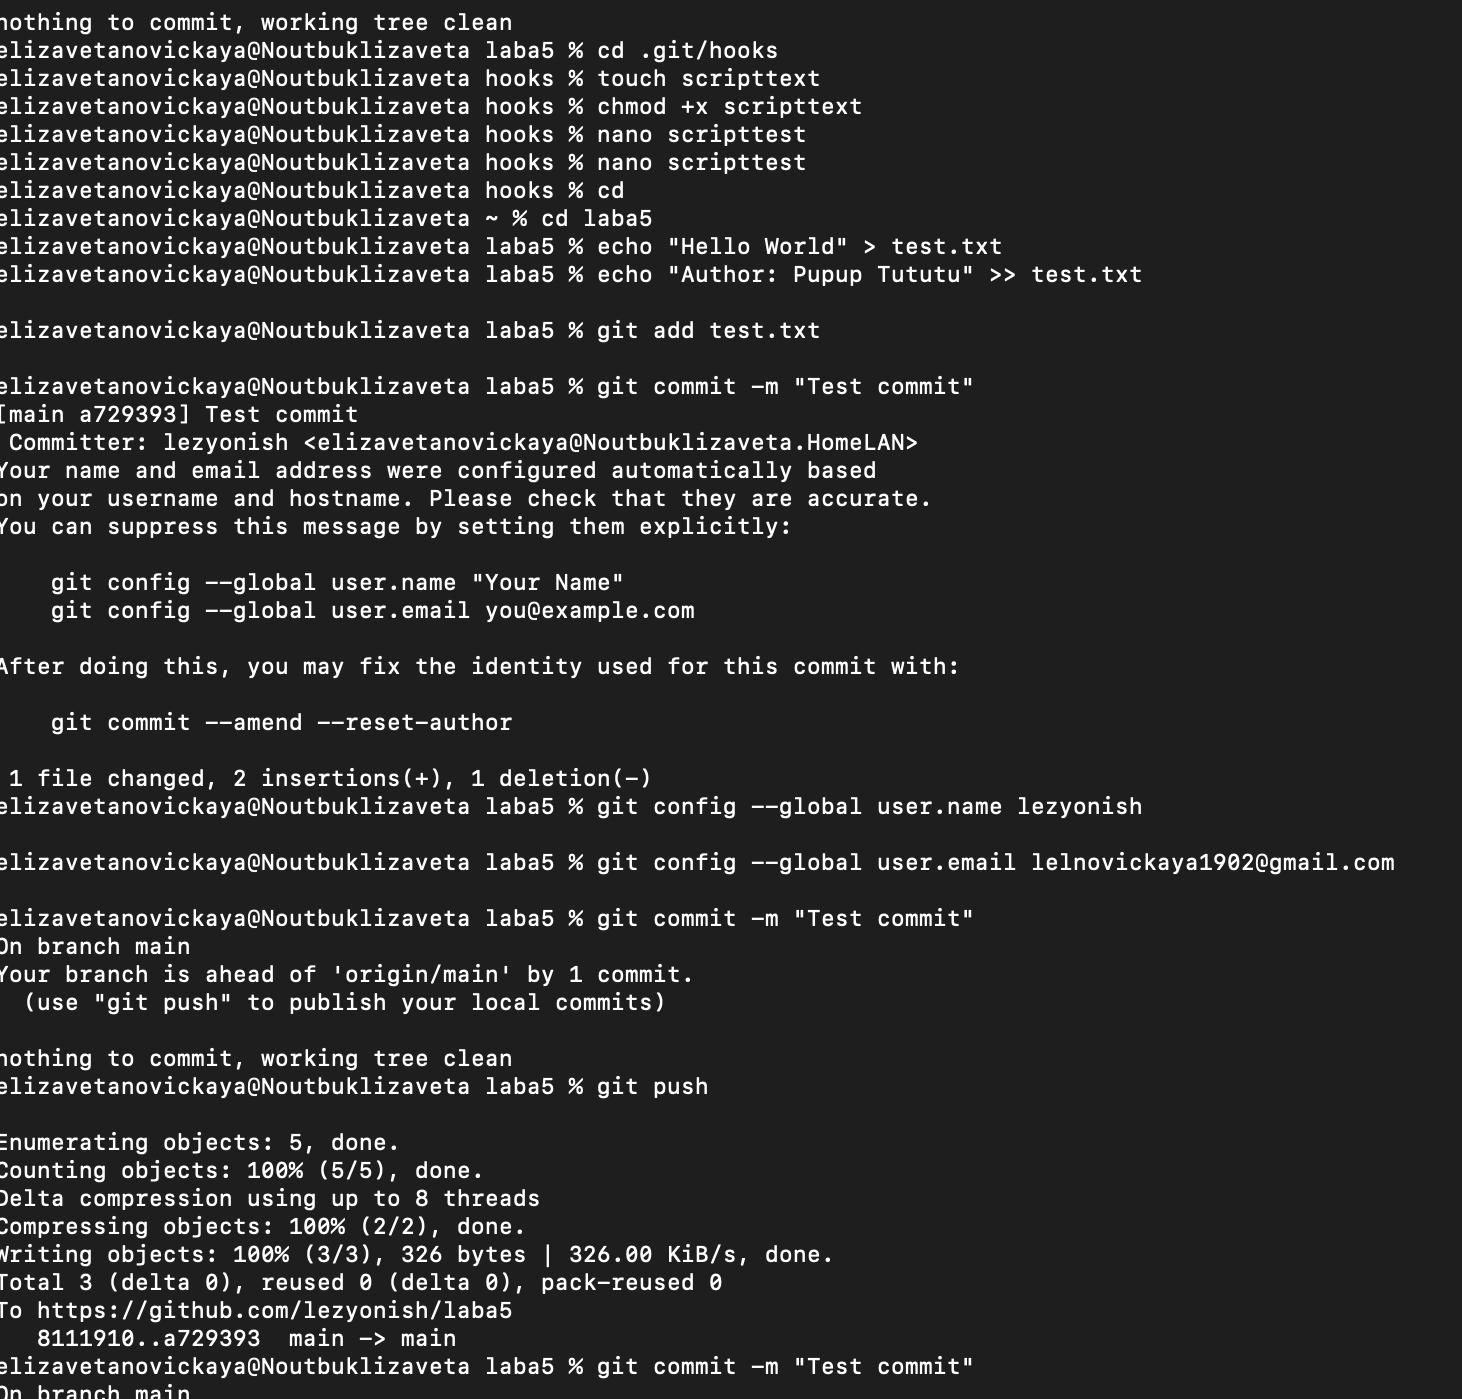 nothing to commit, working tree clean
elizavetanovickaya@Noutbuklizaveta laba5 % cd .git/hooks
elizavetanovickaya@Noutbuklizaveta hooks % touch scripttext
elizavetanovickaya@Noutbuklizaveta hooks % chmod +x scripttext
elizavetanovickaya@Noutbuklizaveta hooks % nano scripttest
elizavetanovickaya@Noutbuklizaveta hooks % nano scripttest
elizavetanovickaya@Noutbuklizaveta hooks % cd
elizavetanovickaya@Noutbuklizaveta ~ % cd laba5
elizavetanovickaya@Noutbuklizaveta laba5 % echo "Hello World" > test.txt
elizavetanovickaya@Noutbuklizaveta laba5 % echo "Author: Pupup Tututu" >> test.txt
elizavetanovickaya@Noutbuklizaveta laba5 % git add test.txt
elizavetanovickaya@Noutbuklizaveta laba5 % git commit -m "Test commit"
[main a729393] Test commit
Committer: lezyonish <elizavetanovickaya@Noutbuklizaveta.HomeLAN>
Your name and email address were configured automatically based
on your username and hostname. Please check that they are accurate.
You can suppress this message by setting them explicitly:
git config --global user.name "Your Name"
git config --global user.email you@example.com
After doing this, you may fix the identity used for this commit with:
git commit --amend --reset-author
1 file changed, 2 insertions(+), 1 deletion(-)
elizavetanovickaya@Noutbuklizaveta laba5 % git config --global user.name lezyonish
elizavetanovickaya@Noutbuklizaveta laba5 % git config --global user.email lelnovickaya1902@gmail.com
elizavetanovickaya@Noutbuklizaveta laba5 % git commit -m "Test commit"
On branch main
Your branch is ahead of 'origin/main' by 1 commit.
(use "git push" to publish your local commits)
nothing to commit, working tree clean
elizavetanovickaya@Noutbuklizaveta laba5 % git push
Enumerating objects: 5, done.
Counting objects: 100% (5/5), done.
Delta compression using up to 8 threads
Compressing objects: 100% (2/2), done.
Writing objects: 100% (3/3), 326 bytes | 326.00 KiB/s, done.
Total 3 (delta 0), reused 0 (delta 0), pack-reused 0
To https://github.com/lezyonish/laba5
8111910..a729393  main -> main
elizavetanovickaya@Noutbuklizaveta laba5 % git commit -m "Test commit"
On branch main